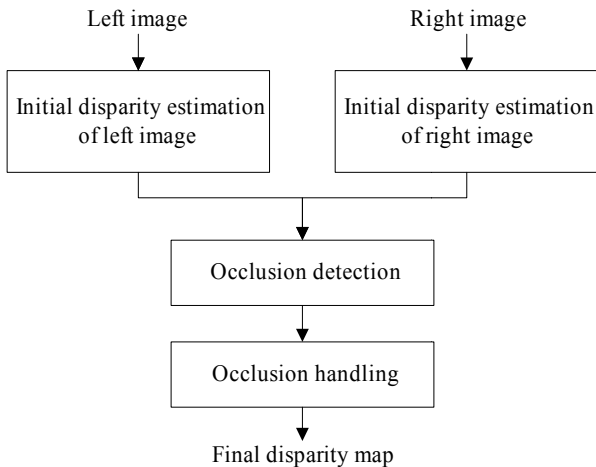 Left image
Right image
Initial disparity estimation
of left image
Initial disparity estimation
of right image
Occlusion detection
Occlusion handling
Final disparity map